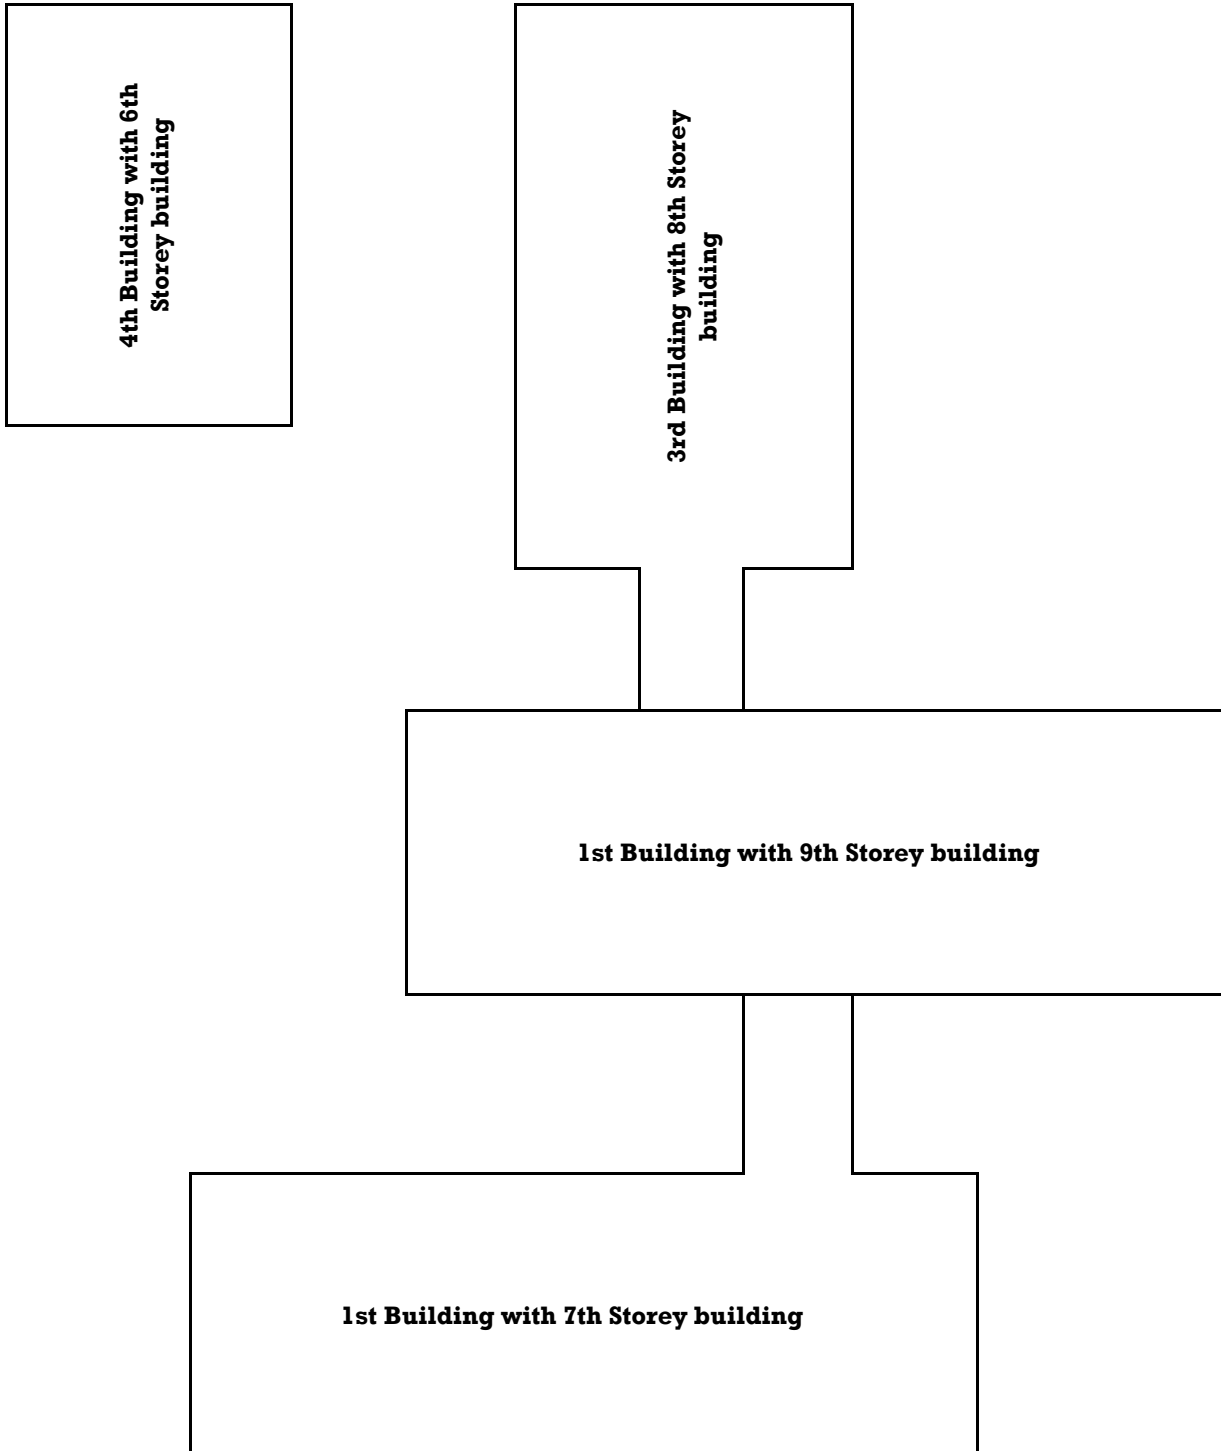 4th Building with 6th
Storey building
3rd Building with 8th Storey
building
1st Building with 9th Storey building
1st Building with 7th Storey building